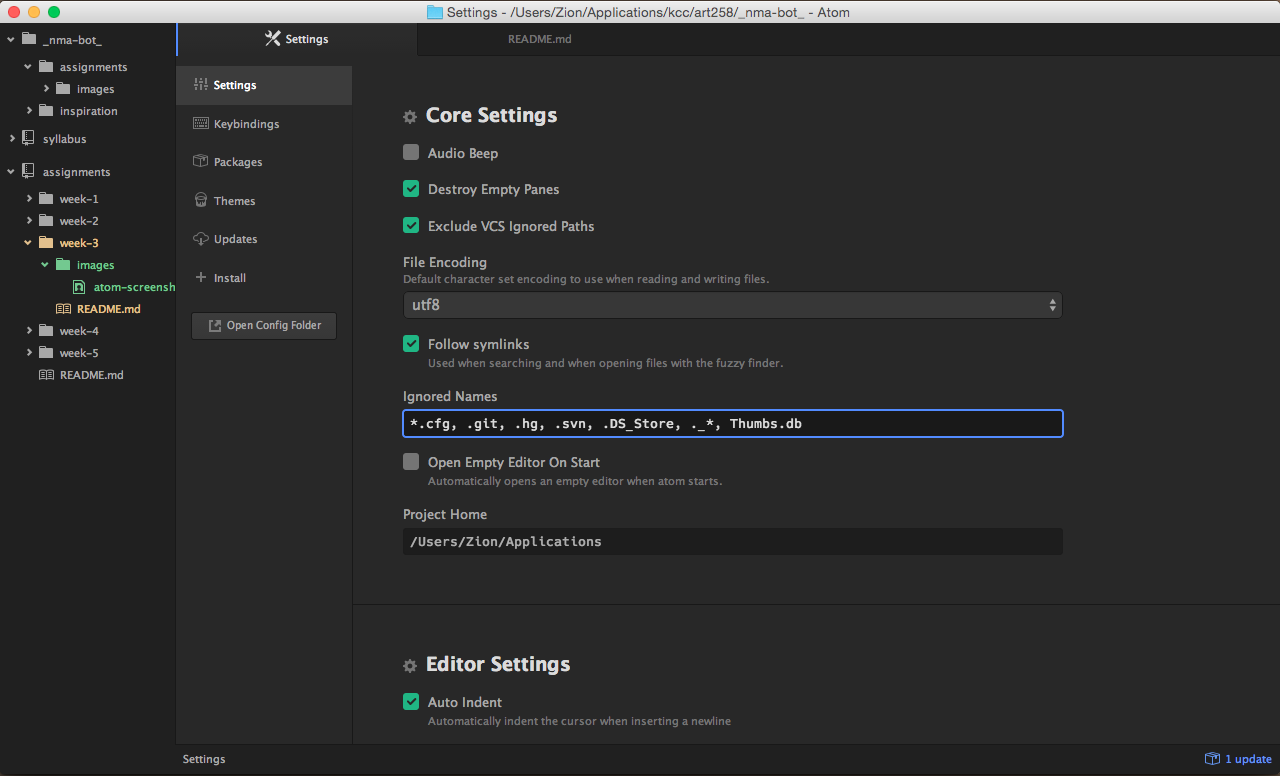 Settings - /Users/Zion/Applications/kcc/art258/_nma-bot_ - Atom
_nma-bot_
assignments
images
inspiration
syllabus
assignments
week-1
week-2
week-3
images
atom-screensh
README.md
week-4
week-5
README.md
Settings
README.md
Settings
Keybindings
Packages
Themes
Updates
Install
Open Config Folder
Core Settings
Audio Beep
Destroy Empty Panes
Exclude VCS Ignored Paths
File Encoding
Default character set encoding to use when reading and writing files.
utf8
Follow symlinks
Used when searching and when opening files with the fuzzy finder.
Ignored Names
*.cfg, .git, .hg, .svn, .DS_Store, ._*, Thumbs.db
Open Empty Editor On Start
Automatically opens an empty editor when atom starts.
Project Home
/Users/Zion/Applications
Editor Settings
Auto Indent
Automatically indent the cursor when inserting a newline
Settings
1 update